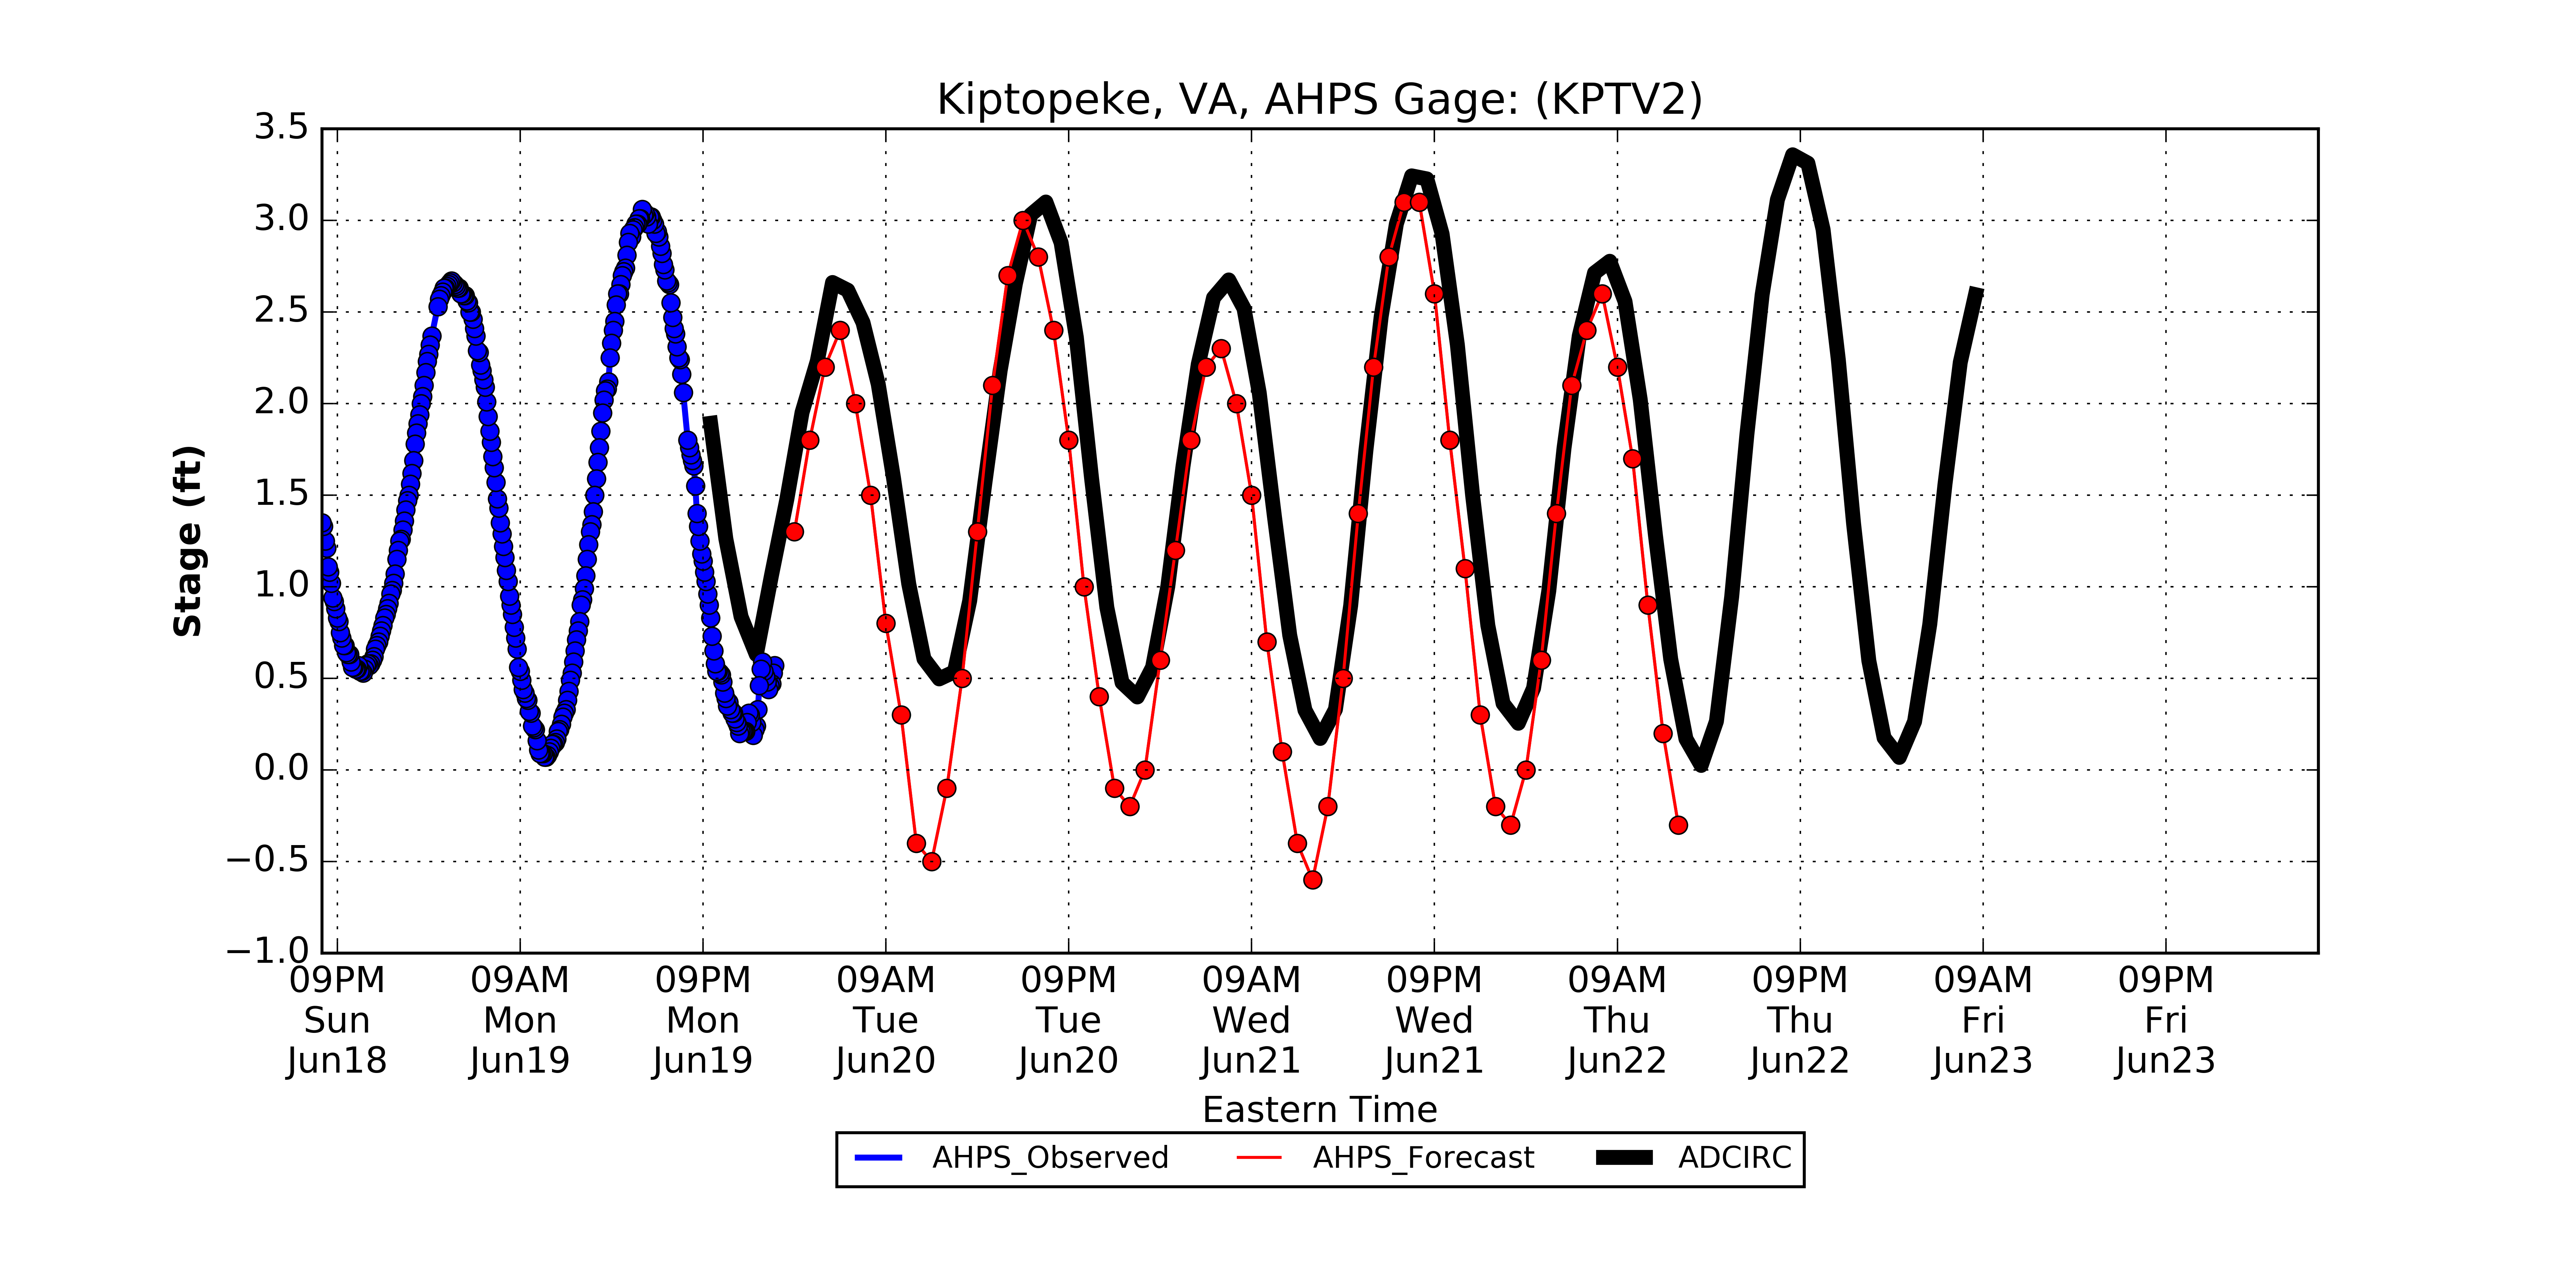 Kiptopeke, VA, AHPS Gage: (KPTV2)
3.5
3.0
2.5
2.0
1.5
1.0
0.5
0.0
−0.5
−1.0
Stage (ft)
09PM 09AM 09PM 09AM 09PM 09AM 09PM 09AM 09PM 09AM 09PM
Sun Mon Mon Tue Tue Wed Wed Thu Thu Fri Fri
Jun18 Jun19 Jun19 Jun20 Jun20 Jun21 Jun21 Jun22 Jun22 Jun23 Jun23
Eastern Time
AHPS_Observed AHPS_Forecast ADCIRC